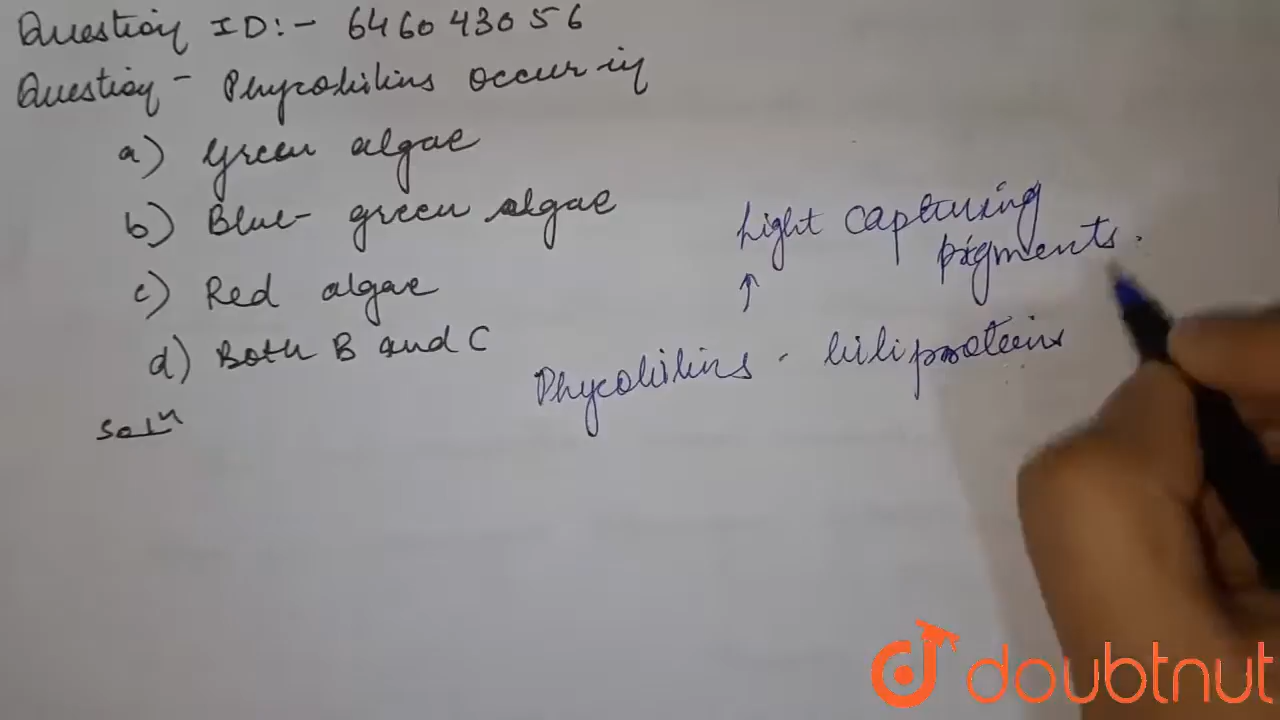 Question ID:- 646043056
Question - Phycobilins occur in
a) Green algae
b) Blue- green algae
c) Red algae
d) Both B and C
Solⁿ
Light capturing
pigments.
↑
Phycobilins - biliproteins
doubtnut